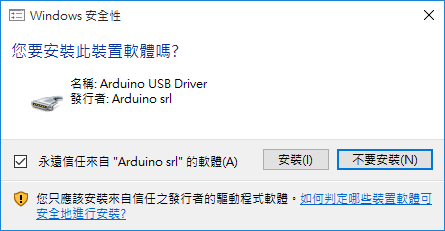 Windows 安全性
您要安裝此裝置軟體嗎?
名稱: Arduino USB Driver
發行者: Arduino srl
永遠信任來自 "Arduino srl" 的軟體(A)
安裝(I)
不要安裝(N)
您只應該安裝來自信任之發行者的驅動程式軟體。如何判定哪些裝置軟體可
安全地進行安裝?